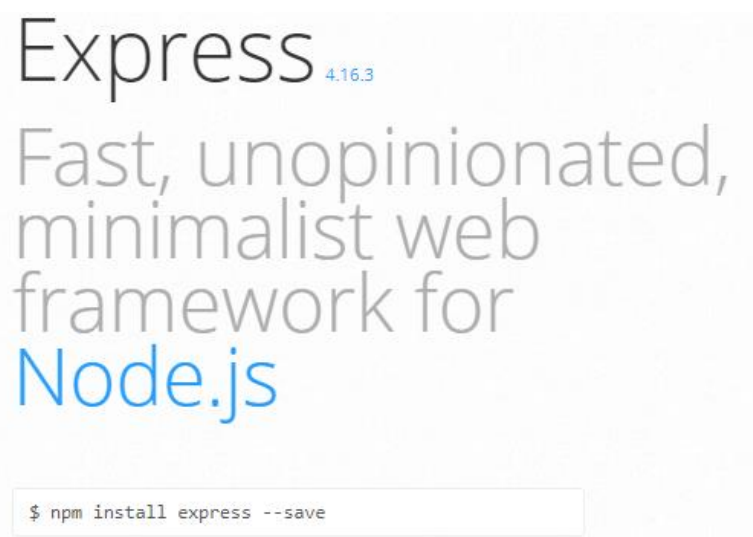 Express 4.16.3
Fast, unopinionated,
minimalist web
framework for
Node.js
$ npm install express --save